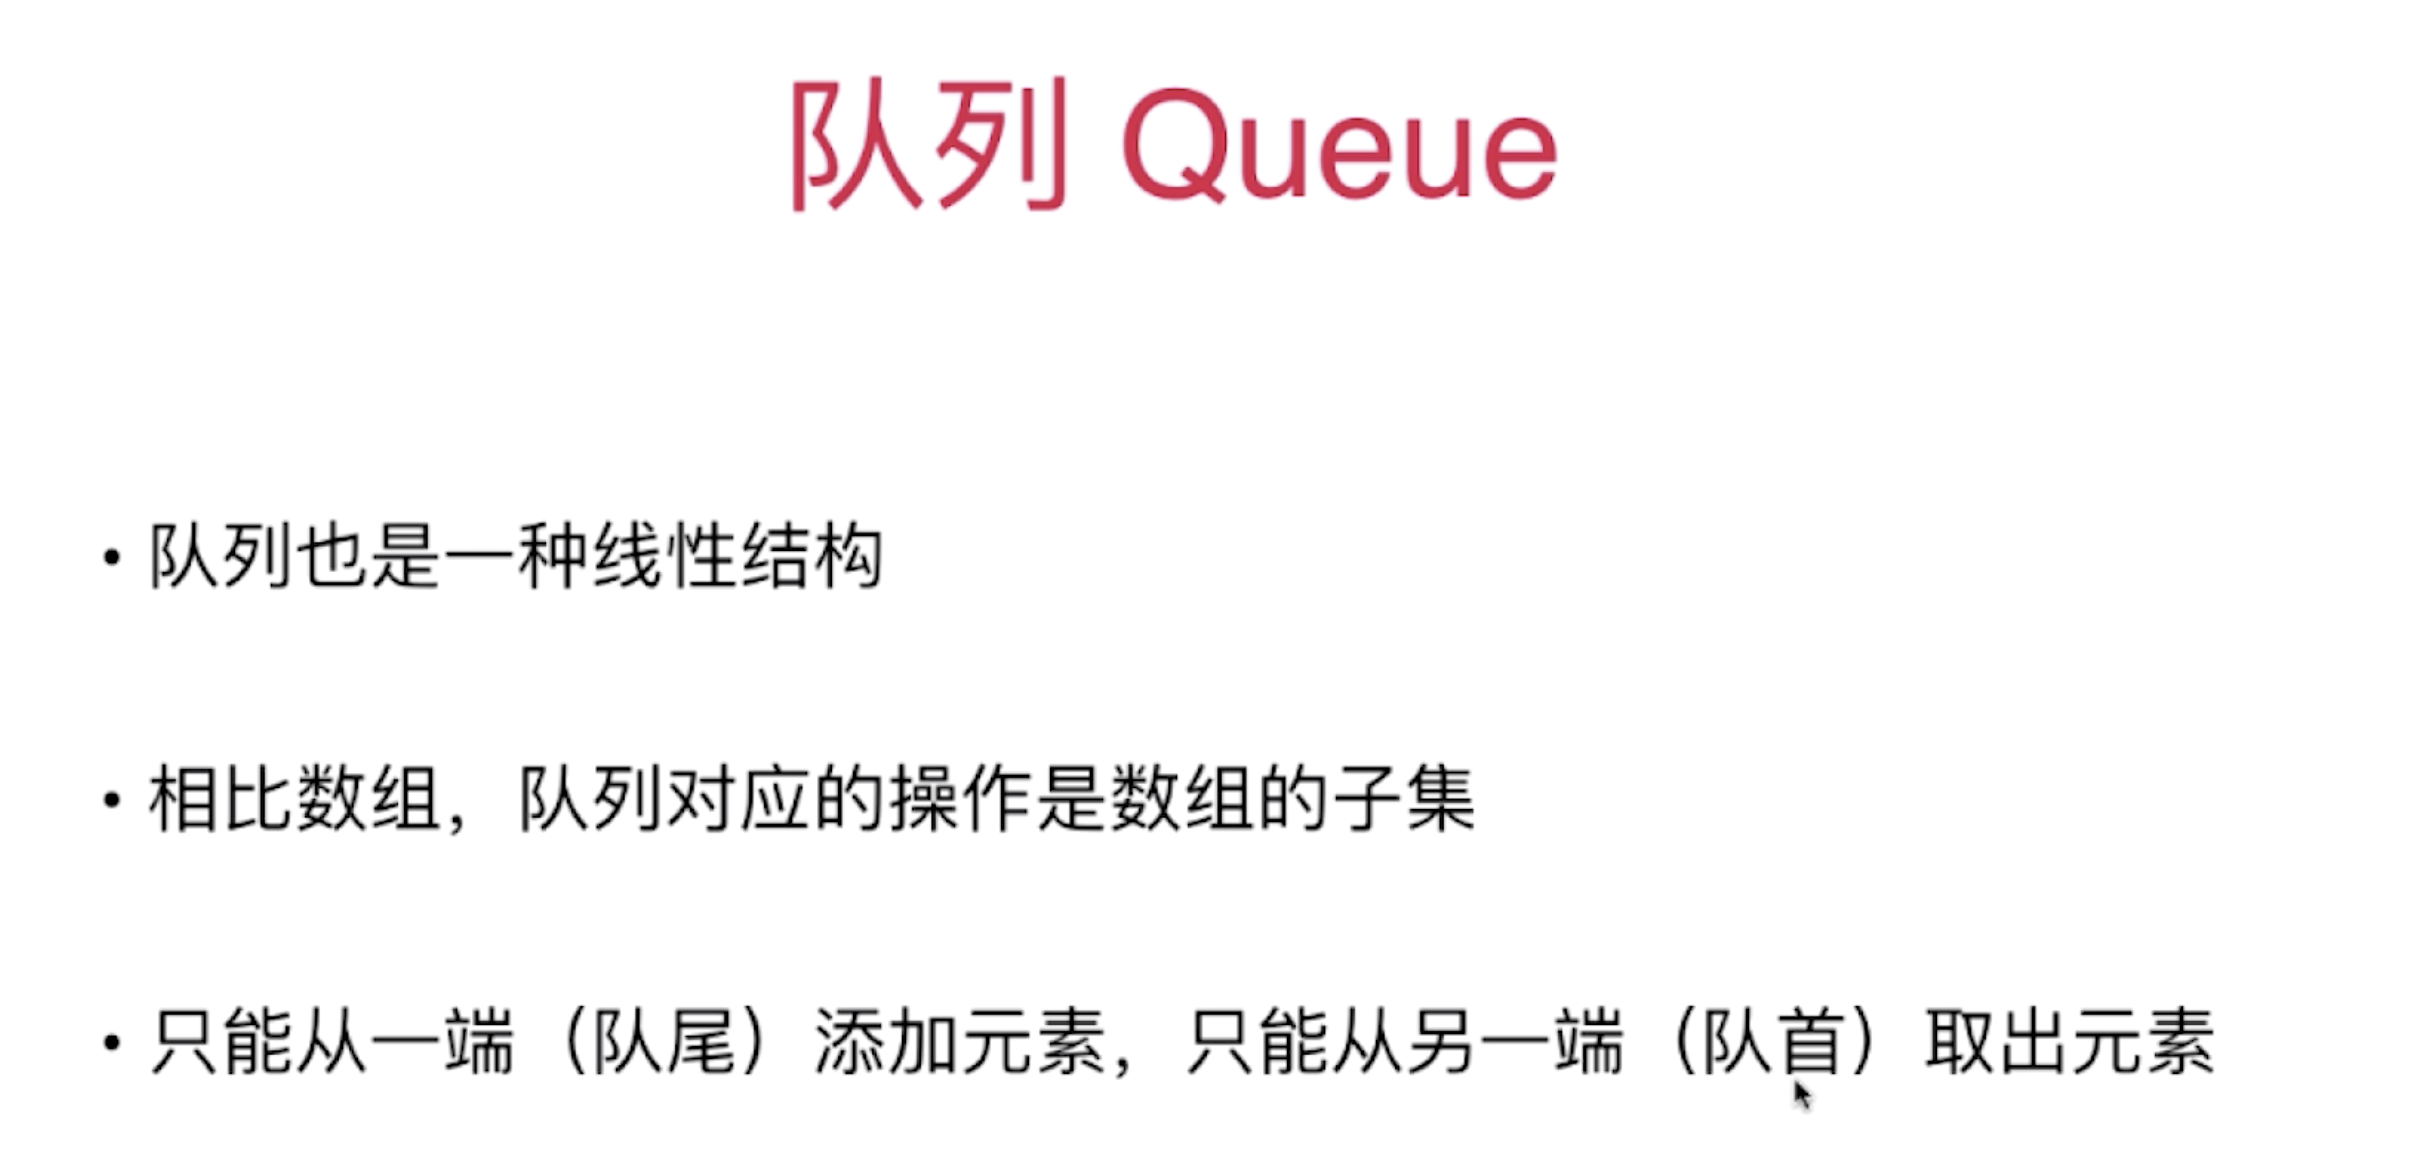 队列 Queue
• 队列也是一种线性结构
• 相比数组，队列对应的操作是数组的子集
• 只能从一端（队尾）添加元素，只能从另一端（队首）取出元素